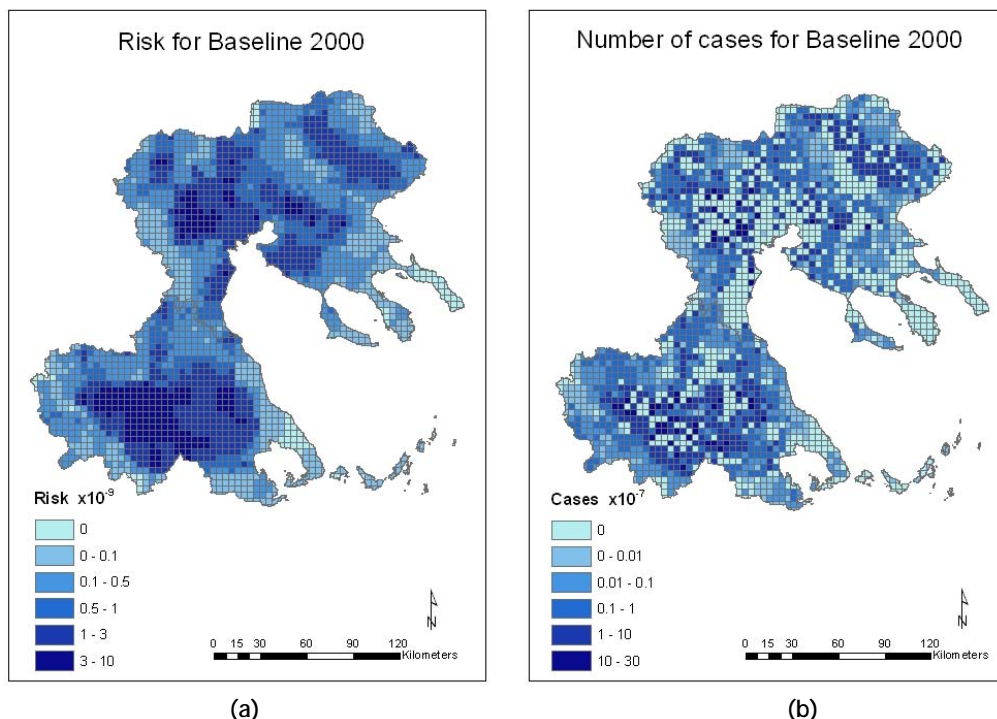 Risk for Baseline 2000
Risk x10-9
0
0 - 0.1
0.1 - 0.5
0.5 - 1
1 - 3
3 - 10
N
0 15 30 60 90 120
Kilometers
(a)
Number of cases for Baseline 2000
Cases x10-7
0
0 - 0.01
0.01 - 0.1
0.1 - 1
1 - 10
10 - 30
N
0 15 30 60 90 120
Kilometers
(b)